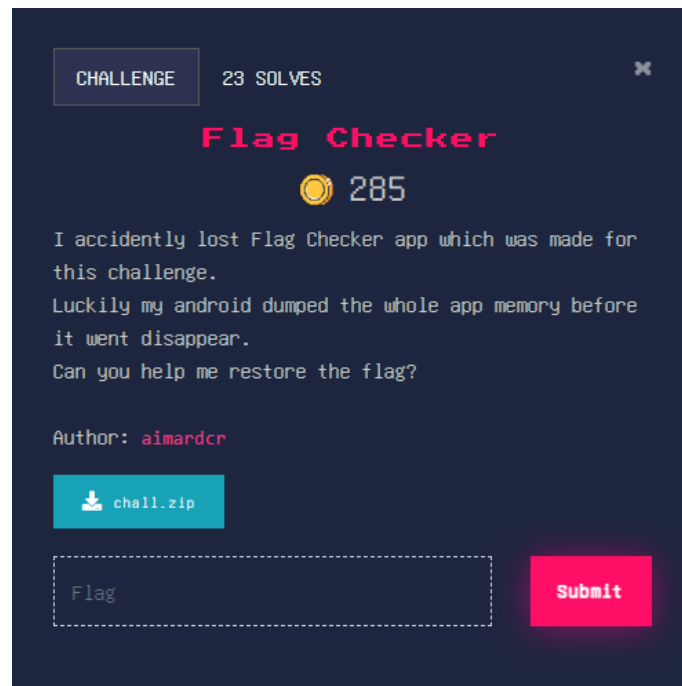 CHALLENGE
23 SOLVES
×
Flag Checker
285
I accidently lost Flag Checker app which was made for
this challenge.
Luckily my android dumped the whole app memory before
it went disappear.
Can you help me restore the flag?
Author: aimardcr
chall.zip
Flag
Submit